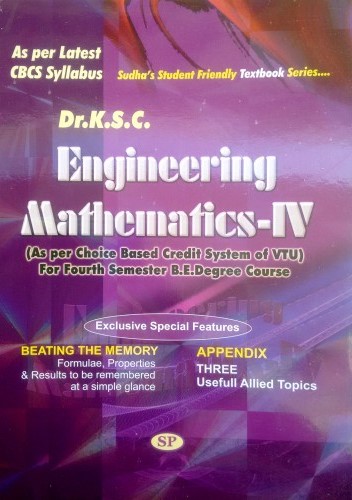 As per Latest
CBCS Syllabus
Sudha's Student Friendly Textbook Series....
Dr.K.S.C.
Engineering
Mathematics-IV
(As per Choice Based Credit System of VTU)
For Fourth Semester B.E.Degree Course
Exclusive Special Features
BEATING THE MEMORY
Formulae, Properties
& Results to be remembered
at a simple glance
APPENDIX
THREE
Usefull Allied Topics
SP